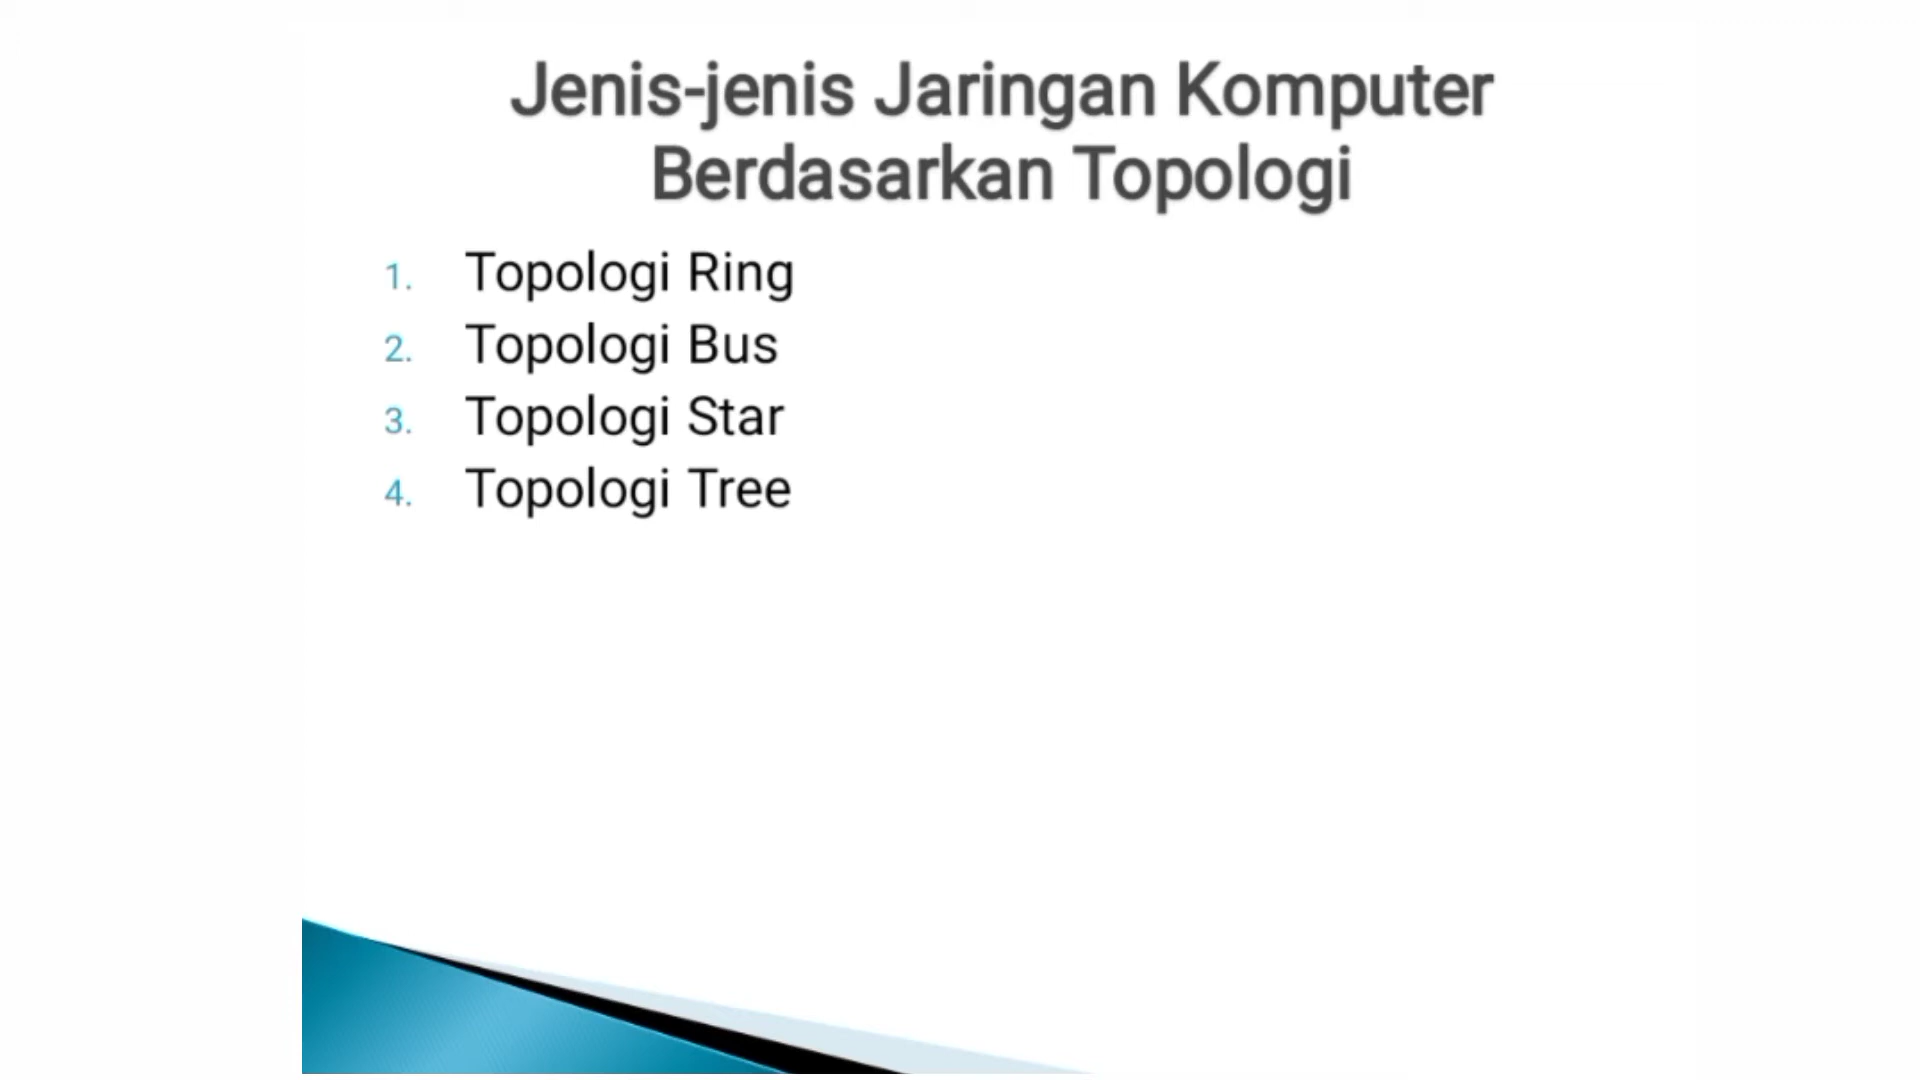 Jenis-jenis Jaringan Komputer
Berdasarkan Topologi
1. Topologi Ring
2. Topologi Bus
3. Topologi Star
4. Topologi Tree